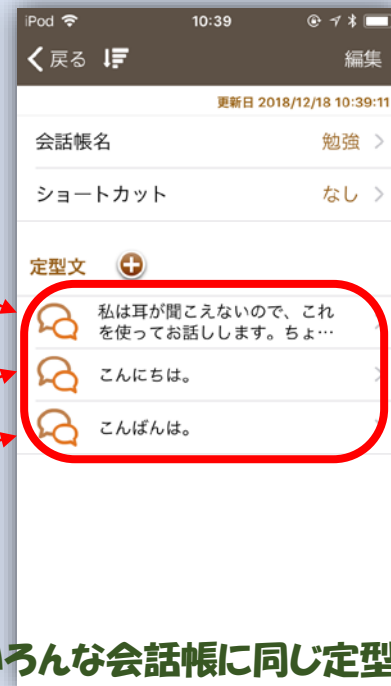 iPod 10:39
戻る 編集
更新日 2018/12/18 10:39:11
会話帳名 勉強
ショートカット なし
定型文
私は耳が聞こえないので、これ
を使ってお話しします。ちょ…
こんにちは。
こんばんは。
いろんな会話帳に同じ定型